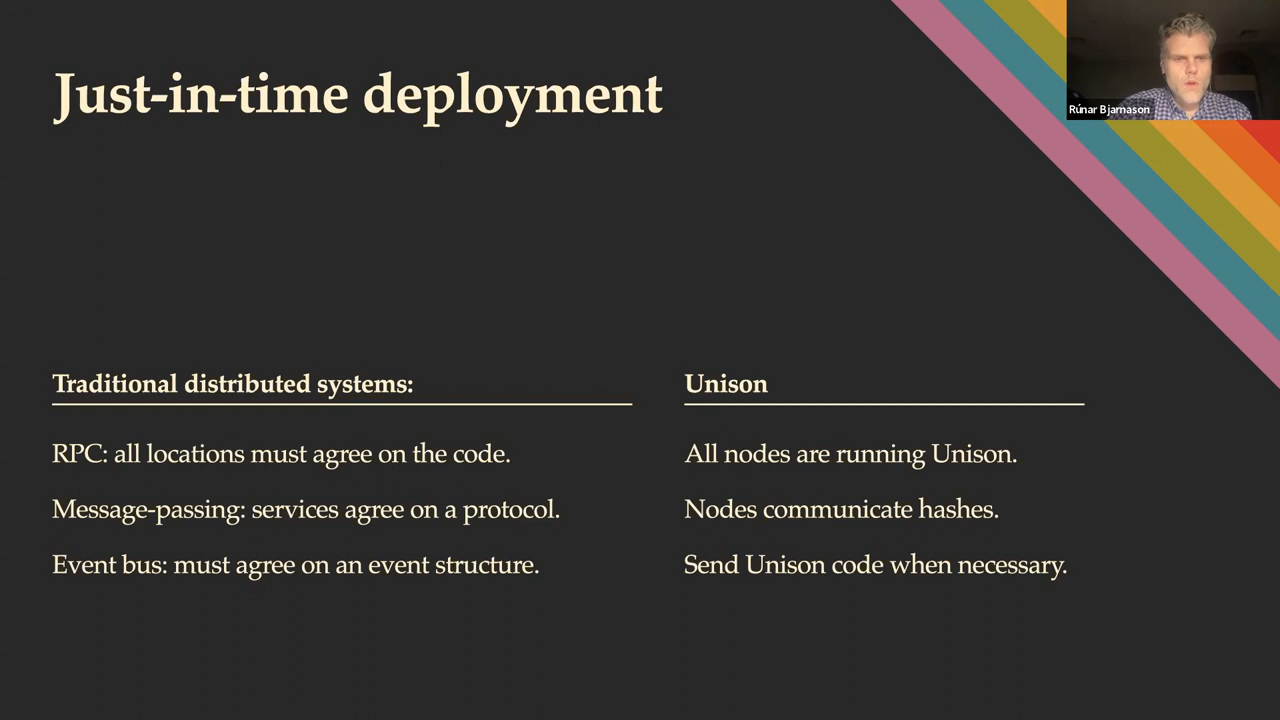 Just-in-time deployment
Rúnar Bjarnason
Traditional distributed systems:
RPC: all locations must agree on the code.
Message-passing: services agree on a protocol.
Event bus: must agree on an event structure.
Unison
All nodes are running Unison.
Nodes communicate hashes.
Send Unison code when necessary.